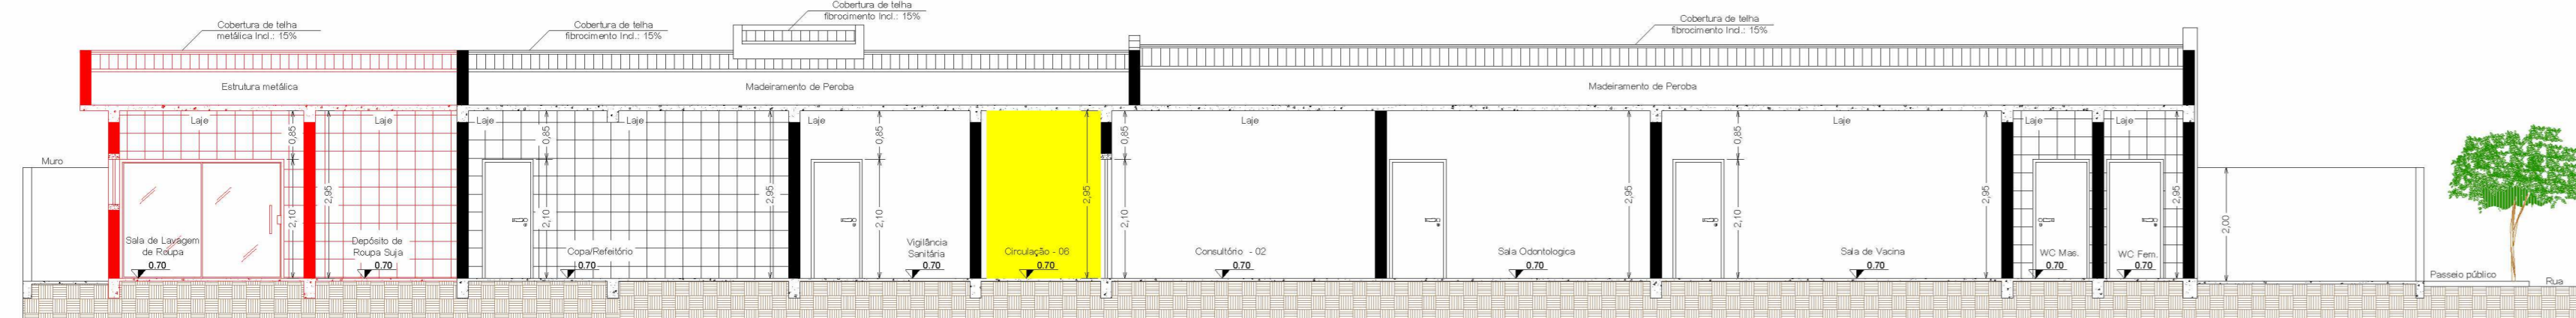 Cobertura de telha
metálica Incl.: 15%
Cobertura de telha
fibrocimento Incl.: 15%
Cobertura de telha
fibrocimento Incl.: 15%
Cobertura de telha
fibrocimento Incl.: 15%
Estrutura metálica
Madeiramento de Peroba
Madeiramento de Peroba
Laje
Laje
Laje
Laje
Laje
Laje
Laje
Laje
Laje
0,85
2,95
0,85
2,95
0,85
2,95
0,85
2,95
0,85
2,95
2,95
Muro
2,10
2,10
2,10
2,10
2,10
2,00
Sala de Lavagem
de Roupa
0.70
Depósito de
Roupa Suja
0.70
Copa/Refeitório
0.70
Vigilância
Sanitária
0.70
Circulação - 06
0.70
Consultório - 02
0.70
Sala Odontologica
0.70
Sala de Vacina
0.70
WC Mas.
0.70
WC Fem.
0.70
Passeio público
Rua